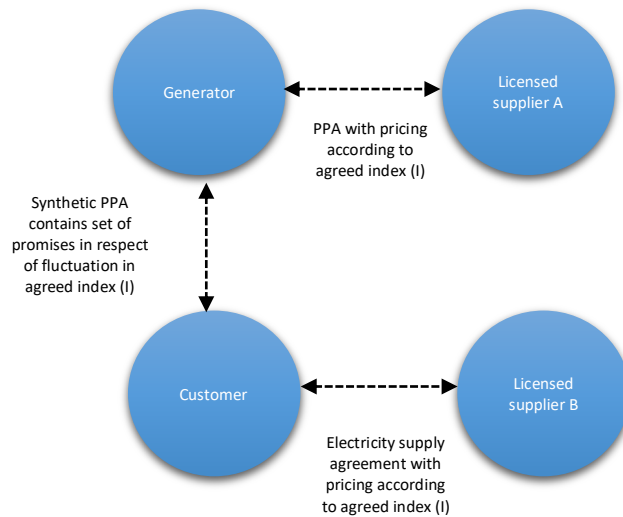 Generator
Licensed
supplier A
PPA with pricing
according to
agreed index (I)
Synthetic PPA
contains set of
promises in respect
of fluctuation in
agreed index (I)
Customer
Licensed
supplier B
Electricity supply
agreement with
pricing according
to agreed index (I)